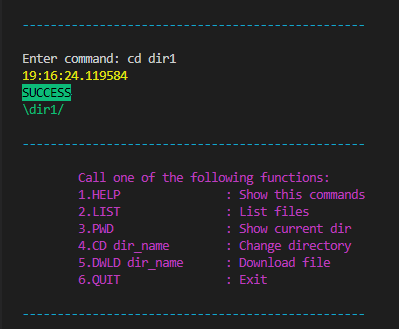 ----------------------------------------------
Enter command: cd dir1
19:16:24.119584
SUCCESS
\dir1/
----------------------------------------------
Call one of the following functions:
1.HELP : Show this commands
2.LIST : List files
3.PWD : Show current dir
4.CD dir_name : Change directory
5.DWLD dir_name : Download file
6.QUIT : Exit
----------------------------------------------